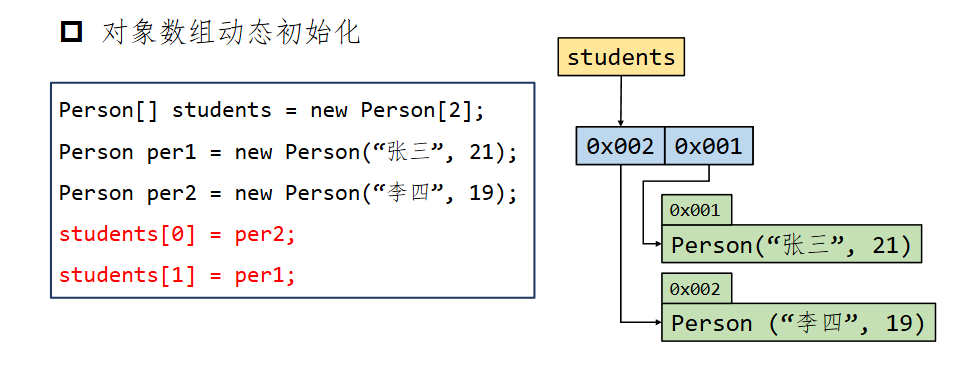 对象数组动态初始化
Person[] students = new Person[2];
Person per1 = new Person(“张三”, 21);
Person per2 = new Person(“李四”, 19);
students[0] = per2;
students[1] = per1;
students
0x002 0x001
0x001
Person(“张三”, 21)
0x002
Person (“李四”, 19)